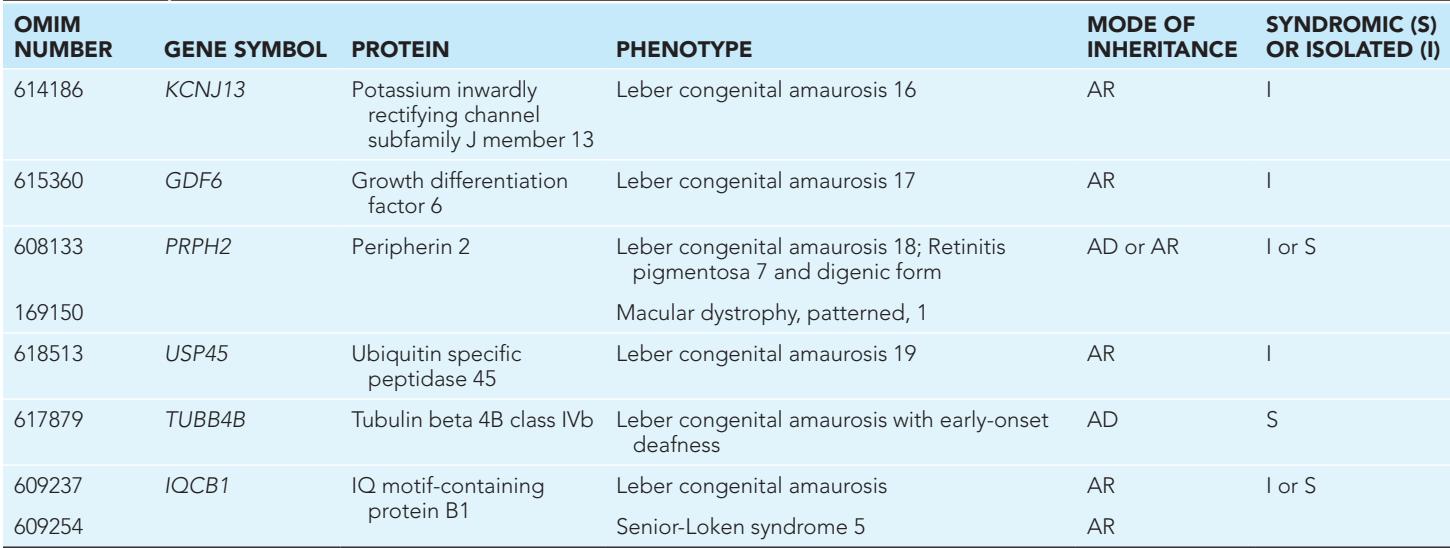 OMIM NUMBER GENE SYMBOL PROTEIN PHENOTYPE MODE OF INHERITANCE SYNDROMIC (S) OR ISOLATED (I)
614186 KCNJ13 Potassium inwardly Leber congenital amaurosis 16 AR I
rectifying channel
subfamily J member 13
615360 GDF6 Growth differentiation Leber congenital amaurosis 17 AR I
factor 6
608133 PRPH2 Peripherin 2 Leber congenital amaurosis 18; Retinitis AD or AR I or S
pigmentosa 7 and digenic form
169150 Macular dystrophy, patterned, 1
618513 USP45 Ubiquitin specific Leber congenital amaurosis 19 AR I
peptidase 45
617879 TUBB4B Tubulin beta 4B class IVb Leber congenital amaurosis with early-onset AD S
deafness
609237 IQCB1 IQ motif-containing Leber congenital amaurosis AR I or S
protein B1
609254 Senior-Loken syndrome 5 AR